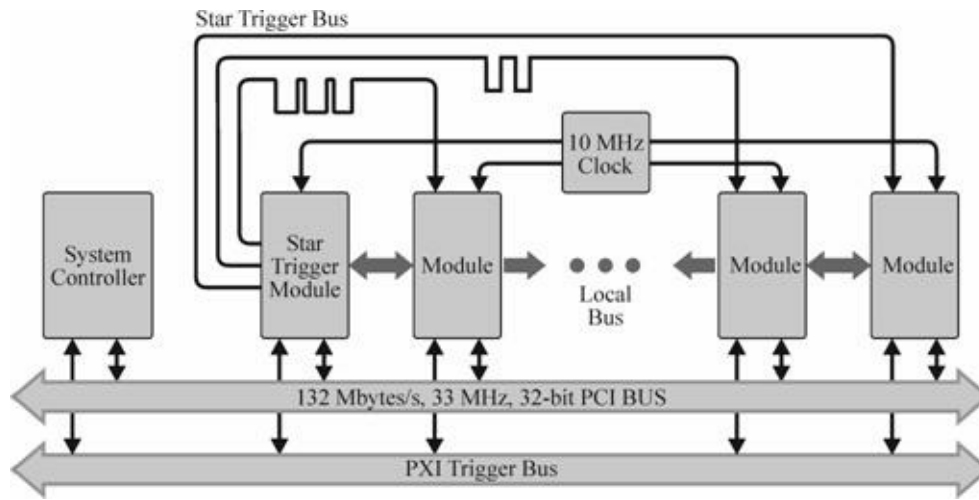 Star Trigger Bus
10 MHz
Clock
System
Controller
Star
Trigger
Module
Module
Local
Bus
Module
Module
132 Mbytes/s, 33 MHz, 32-bit PCI BUS
PXI Trigger Bus